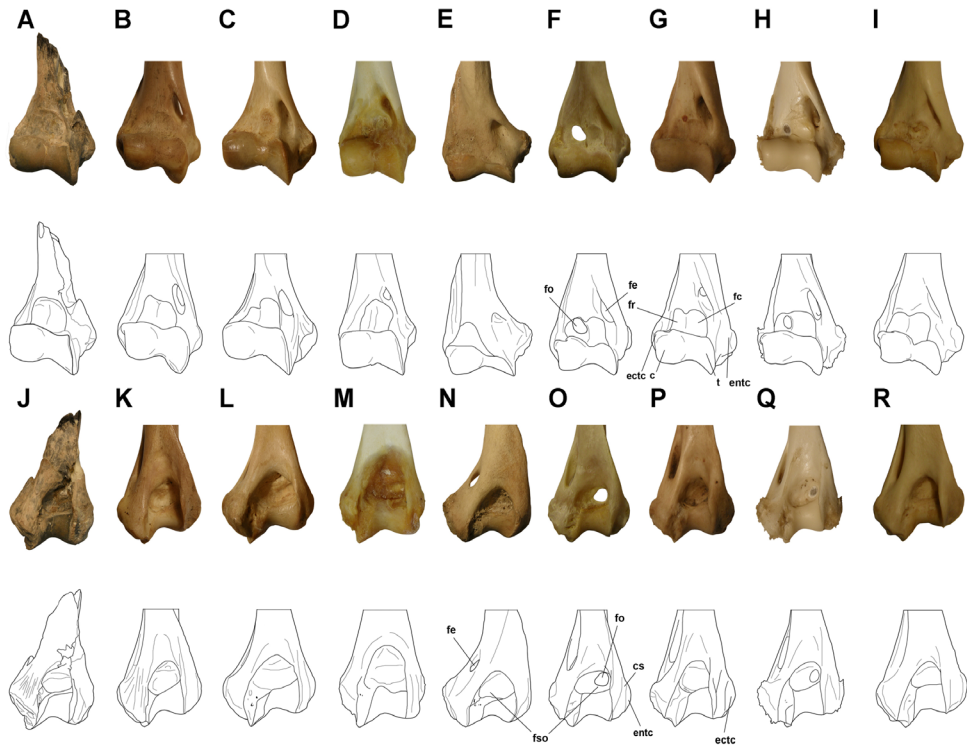 A B C D E F G H I
fo fe fr fc
ectc c t entc
J K L M N O P Q R
fe fo cs
fso entc ectc